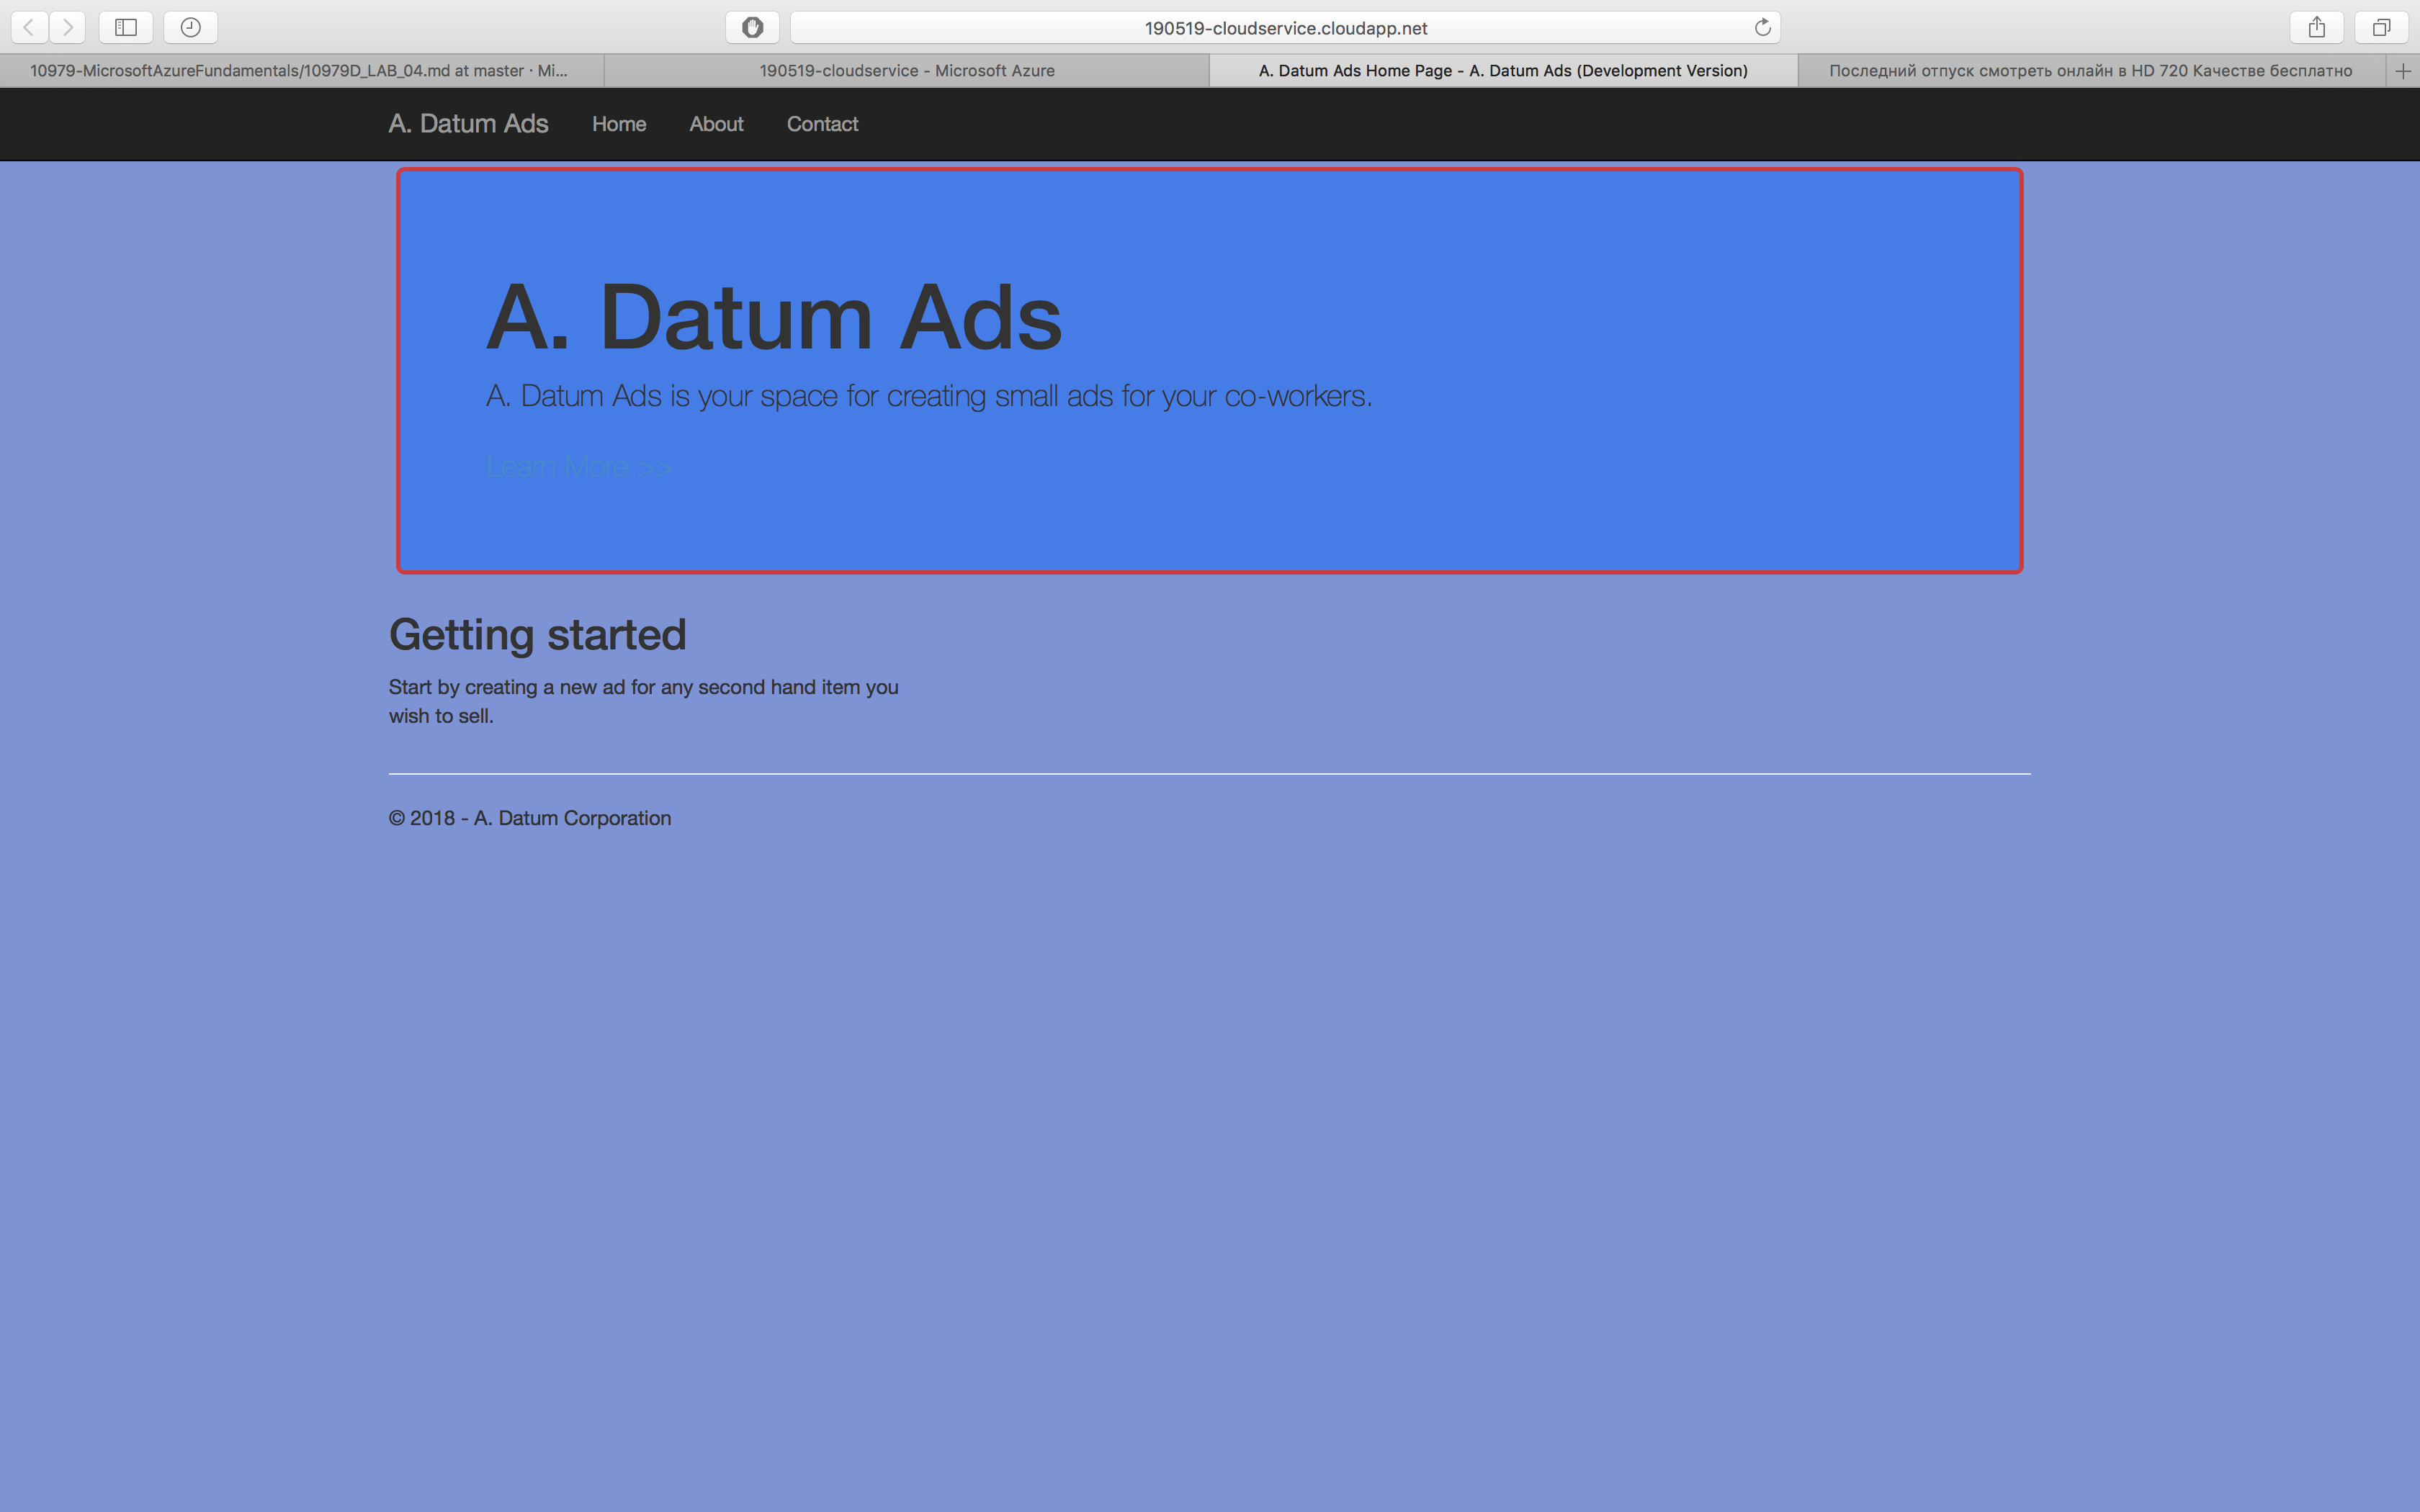 190519-cloudservice.cloudapp.net
10979-MicrosoftAzureFundamentals/10979D_LAB_04.md at master · Mi...
190519-cloudservice - Microsoft Azure
A. Datum Ads Home Page - A. Datum Ads (Development Version)
Последний отпуск смотреть онлайн в HD 720 Качестве бесплатно
A. Datum Ads
Home
About
Contact
A. Datum Ads
A. Datum Ads is your space for creating small ads for your co-workers.
Learn More >>
Getting started
Start by creating a new ad for any second hand item you
wish to sell.
© 2018 - A. Datum Corporation